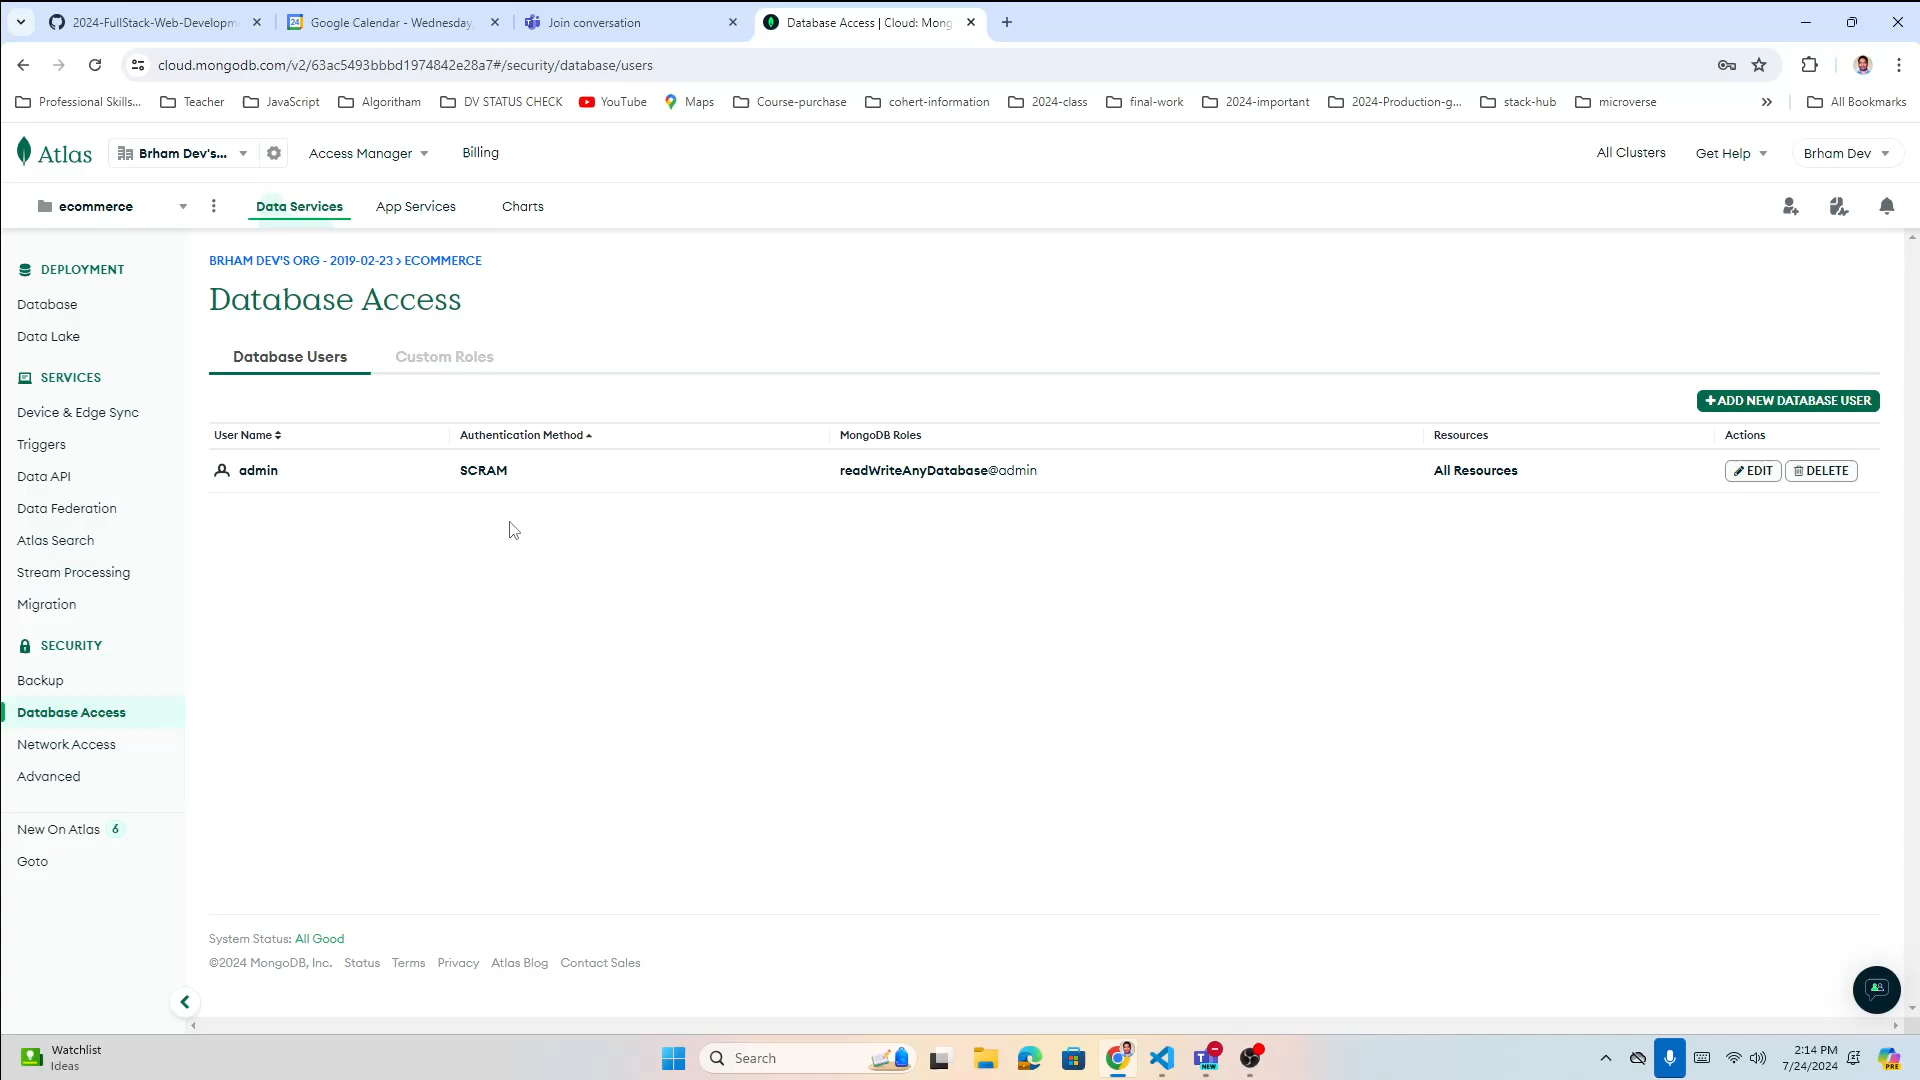 2024-FullStack-Web-Developm
Google Calendar - Wednesday,
Join conversation
Database Access | Cloud: Mong
cloud.mongodb.com/v2/63ac5493bbbd1974842e28a7#/security/database/users
Professional Skills...
Teacher
JavaScript
Algoritham
DV STATUS CHECK
YouTube
Maps
Course-purchase
cohert-information
2024-class
final-work
2024-important
2024-Production-g...
stack-hub
microverse
»
All Bookmarks
Atlas
Brham Dev's...
Access Manager
Billing
All Clusters
Get Help
Brham Dev
ecommerce
Data Services
App Services
Charts
DEPLOYMENT
Database
Data Lake
SERVICES
Device & Edge Sync
Triggers
Data API
Data Federation
Atlas Search
Stream Processing
Migration
SECURITY
Backup
Database Access
Network Access
Advanced
New On Atlas 6
Goto
BRHAM DEV'S ORG - 2019-02-23 > ECOMMERCE
Database Access
Database Users
Custom Roles
+ ADD NEW DATABASE USER
User Name
Authentication Method
MongoDB Roles
Resources
Actions
admin
SCRAM
readWriteAnyDatabase@admin
All Resources
EDIT
DELETE
System Status: All Good
©2024 MongoDB, Inc.
Status
Terms
Privacy
Atlas Blog
Contact Sales
Watchlist
Ideas
Search
NEW
2:14 PM
7/24/2024
PRE